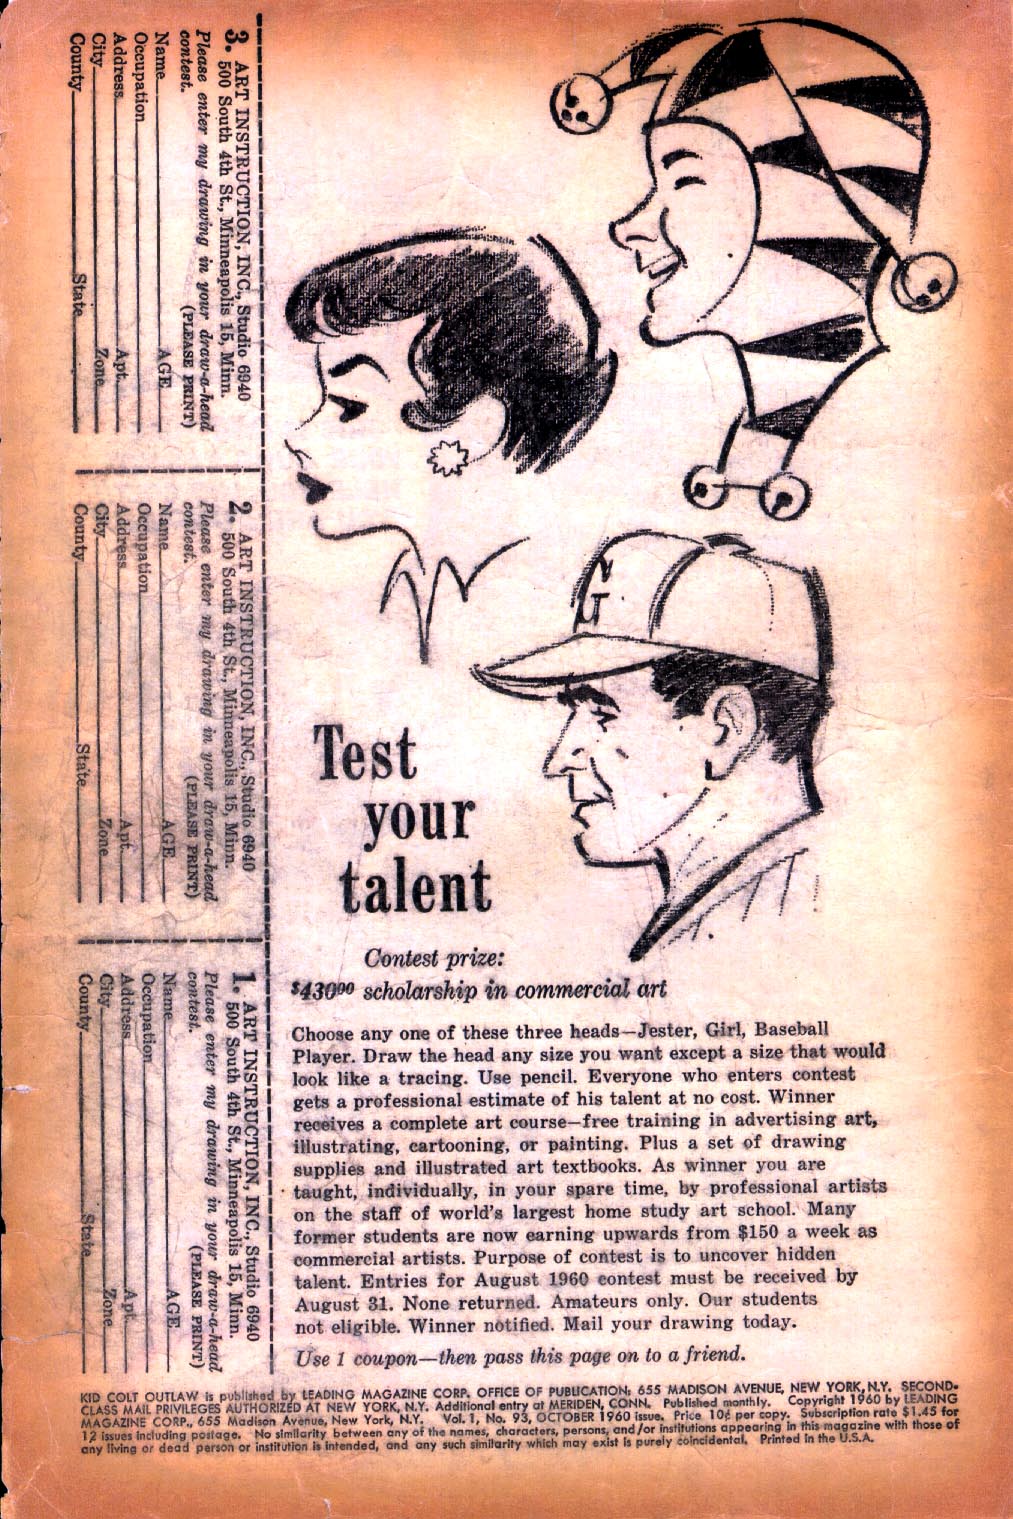 3. ART INSTRUCTION, INC., Studio 6940
500 South 4th St., Minneapolis 15, Minn.
Please enter my drawing in your draw-a-head
contest. (PLEASE PRINT)
Name AGE
Occupation
Address Apt.
City Zone
County State
2. ART INSTRUCTION, INC., Studio 6940
500 South 4th St., Minneapolis 15, Minn.
Please enter my drawing in your draw-a-head
contest. (PLEASE PRINT)
Name AGE
Occupation
Address Apt.
City Zone
County State
1. ART INSTRUCTION, INC., Studio 6940
500 South 4th St., Minneapolis 15, Minn.
Please enter my drawing in your draw-a-head
contest. (PLEASE PRINT)
Name AGE
Occupation
Address Apt.
City Zone
County State
Test
your
talent
Contest prize:
$430⁰⁰ scholarship in commercial art
Choose any one of these three heads—Jester, Girl, Baseball
Player. Draw the head any size you want except a size that would
look like a tracing. Use pencil. Everyone who enters contest
gets a professional estimate of his talent at no cost. Winner
receives a complete art course—free training in advertising art,
illustrating, cartooning, or painting. Plus a set of drawing
supplies and illustrated art textbooks. As winner you are
taught, individually, in your spare time, by professional artists
on the staff of world's largest home study art school. Many
former students are now earning upwards from $150 a week as
commercial artists. Purpose of contest is to uncover hidden
talent. Entries for August 1960 contest must be received by
August 31. None returned. Amateurs only. Our students
not eligible. Winner notified. Mail your drawing today.
Use 1 coupon—then pass this page on to a friend.
KID COLT OUTLAW is published by LEADING MAGAZINE CORP. OFFICE OF PUBLICATION, 655 MADISON AVENUE, NEW YORK, N.Y. SECOND-
CLASS MAIL PRIVILEGES AUTHORIZED AT NEW YORK, N.Y. Additional entry at MERIDEN, CONN. Published monthly. Copyright 1960 by LEADING
MAGAZINE CORP., 655 Madison Avenue, New York, N.Y. Vol. 1, No. 93, OCTOBER 1960 issue. Price 10¢ per copy. Subscription rate $1.45 for
12 issues including postage. No similarity between any of the names, characters, persons, and/or institutions appearing in this magazine with those of
any living or dead person or institution is intended, and any such similarity which may exist is purely coincidental. Printed in the U.S.A.